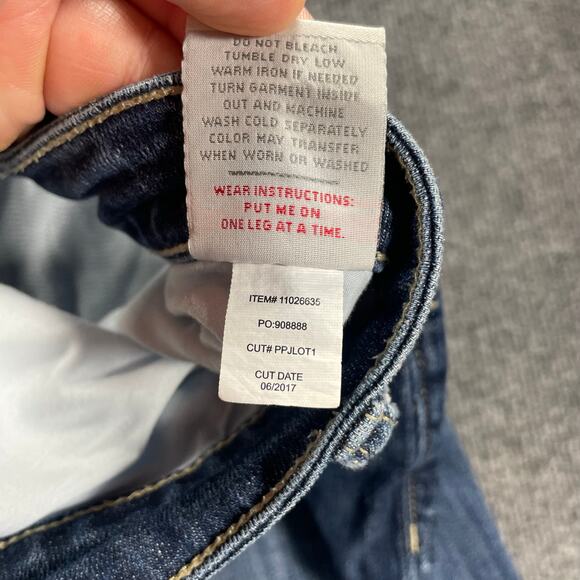 DO NOT BLEACH
TUMBLE DRY LOW
WARM IRON IF NEEDED
TURN GARMENT INSIDE
OUT AND MACHINE
WASH COLD SEPARATELY
COLOR MAY TRANSFER
WHEN WORN OR WASHED
WEAR INSTRUCTIONS:
PUT ME ON
ONE LEG AT A TIME.
ITEM# 11026635
PO:908888
CUT# PPJLOT1
CUT DATE
06/2017